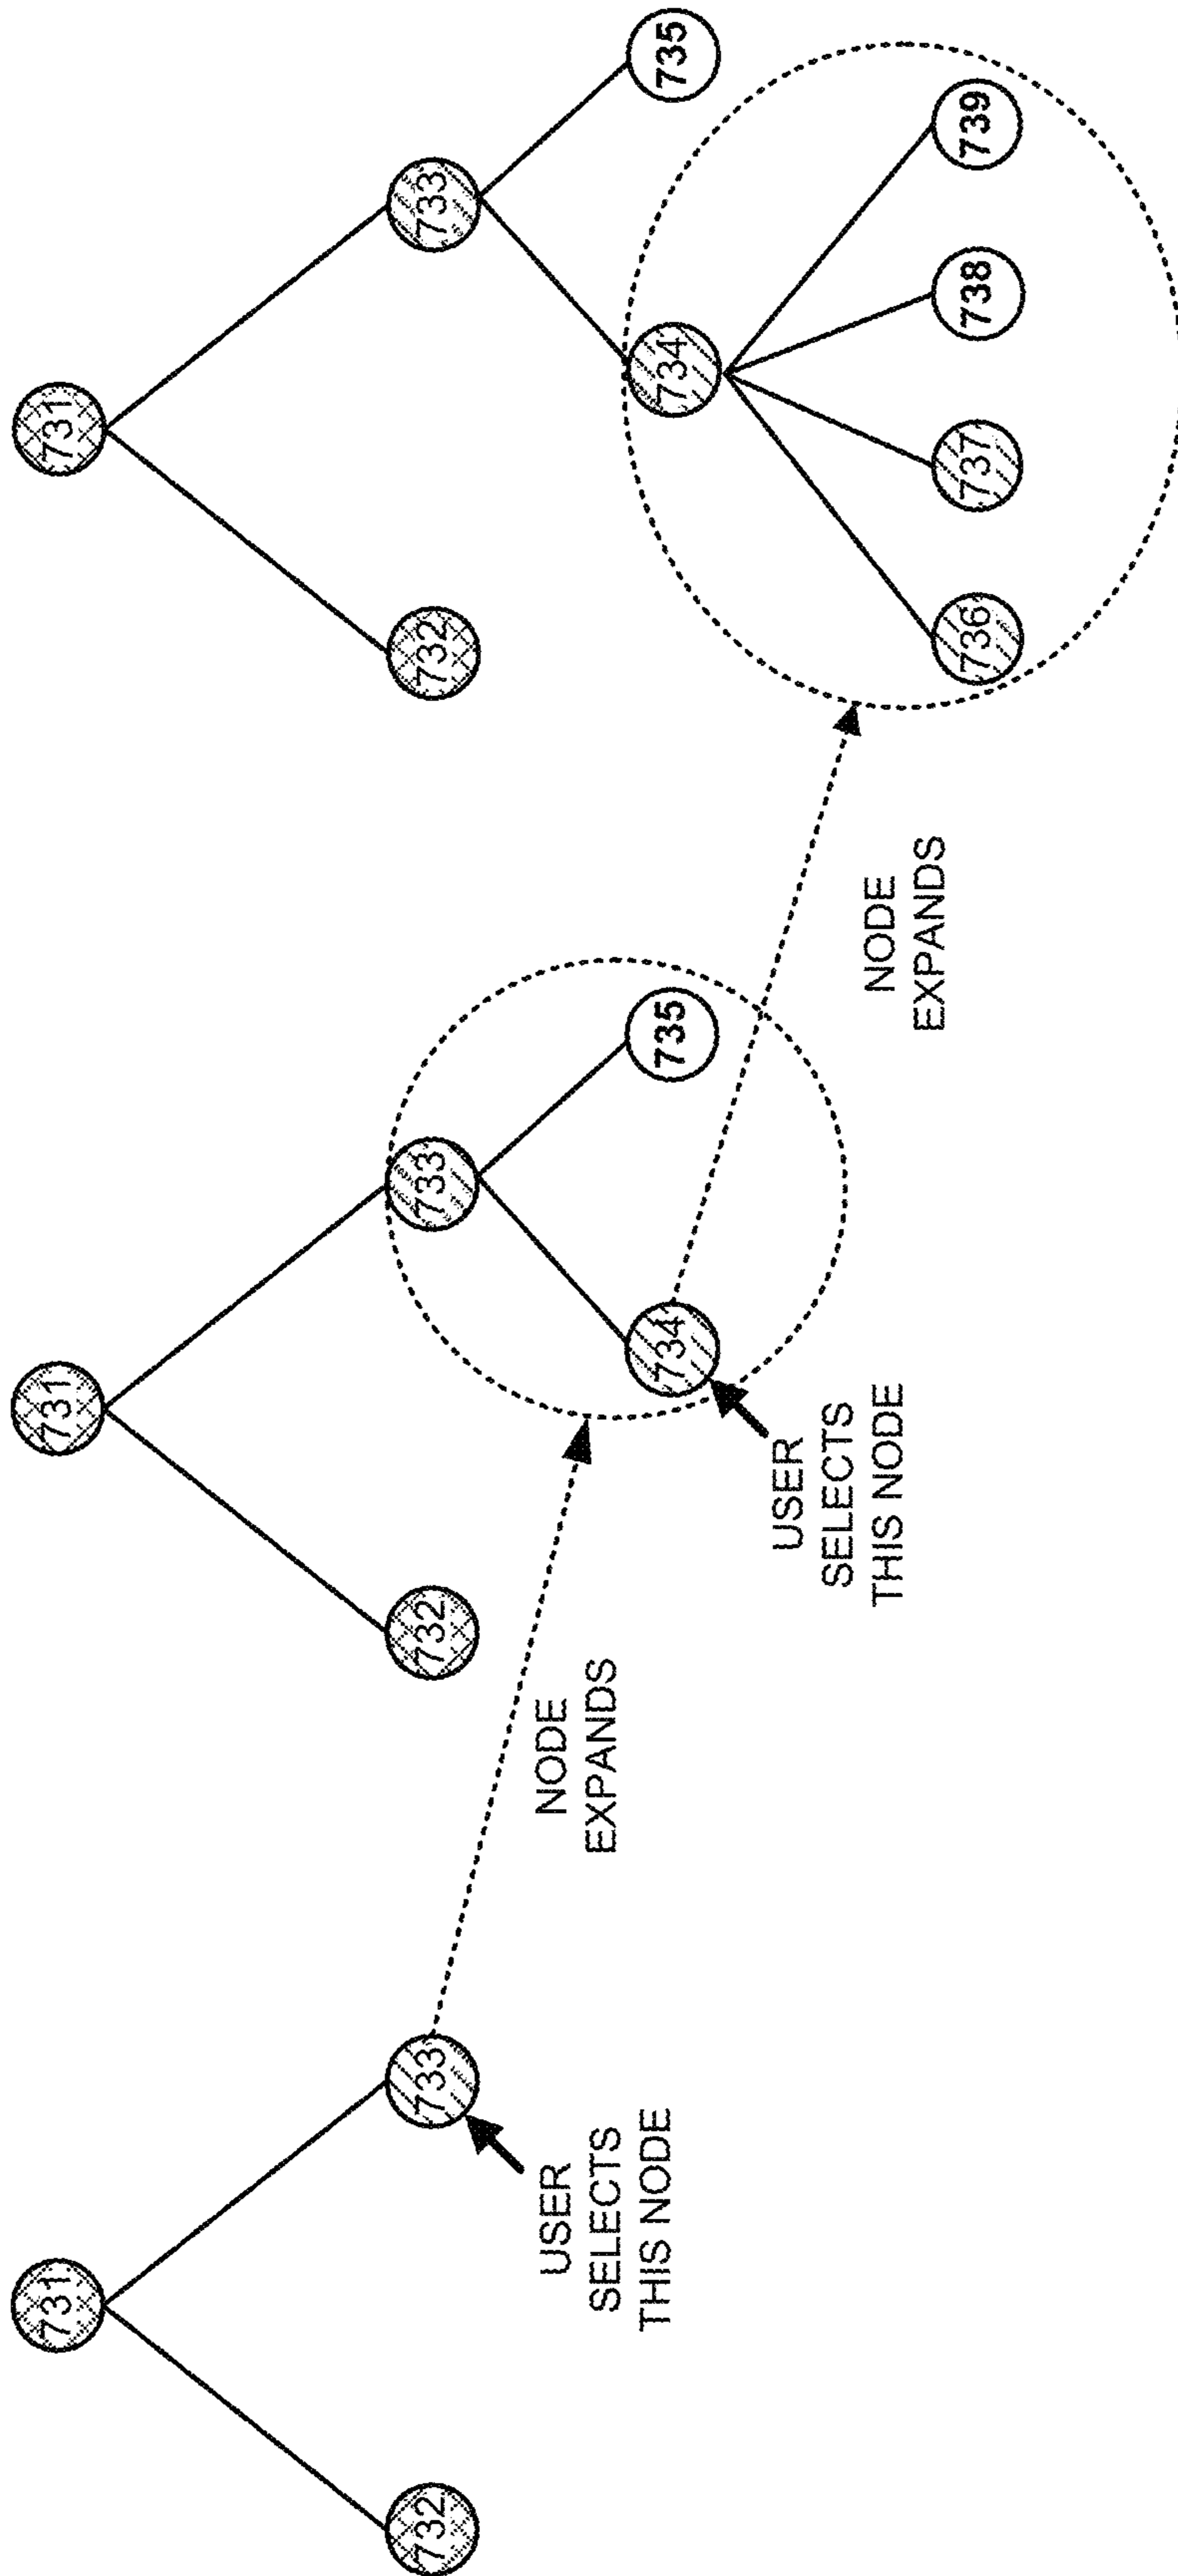 731
732
733
USER
SELECTS
THIS NODE
NODE
EXPANDS
731
732
733
734
735
USER
SELECTS
THIS NODE
NODE
EXPANDS
731
732
733
734
735
736
737
738
739